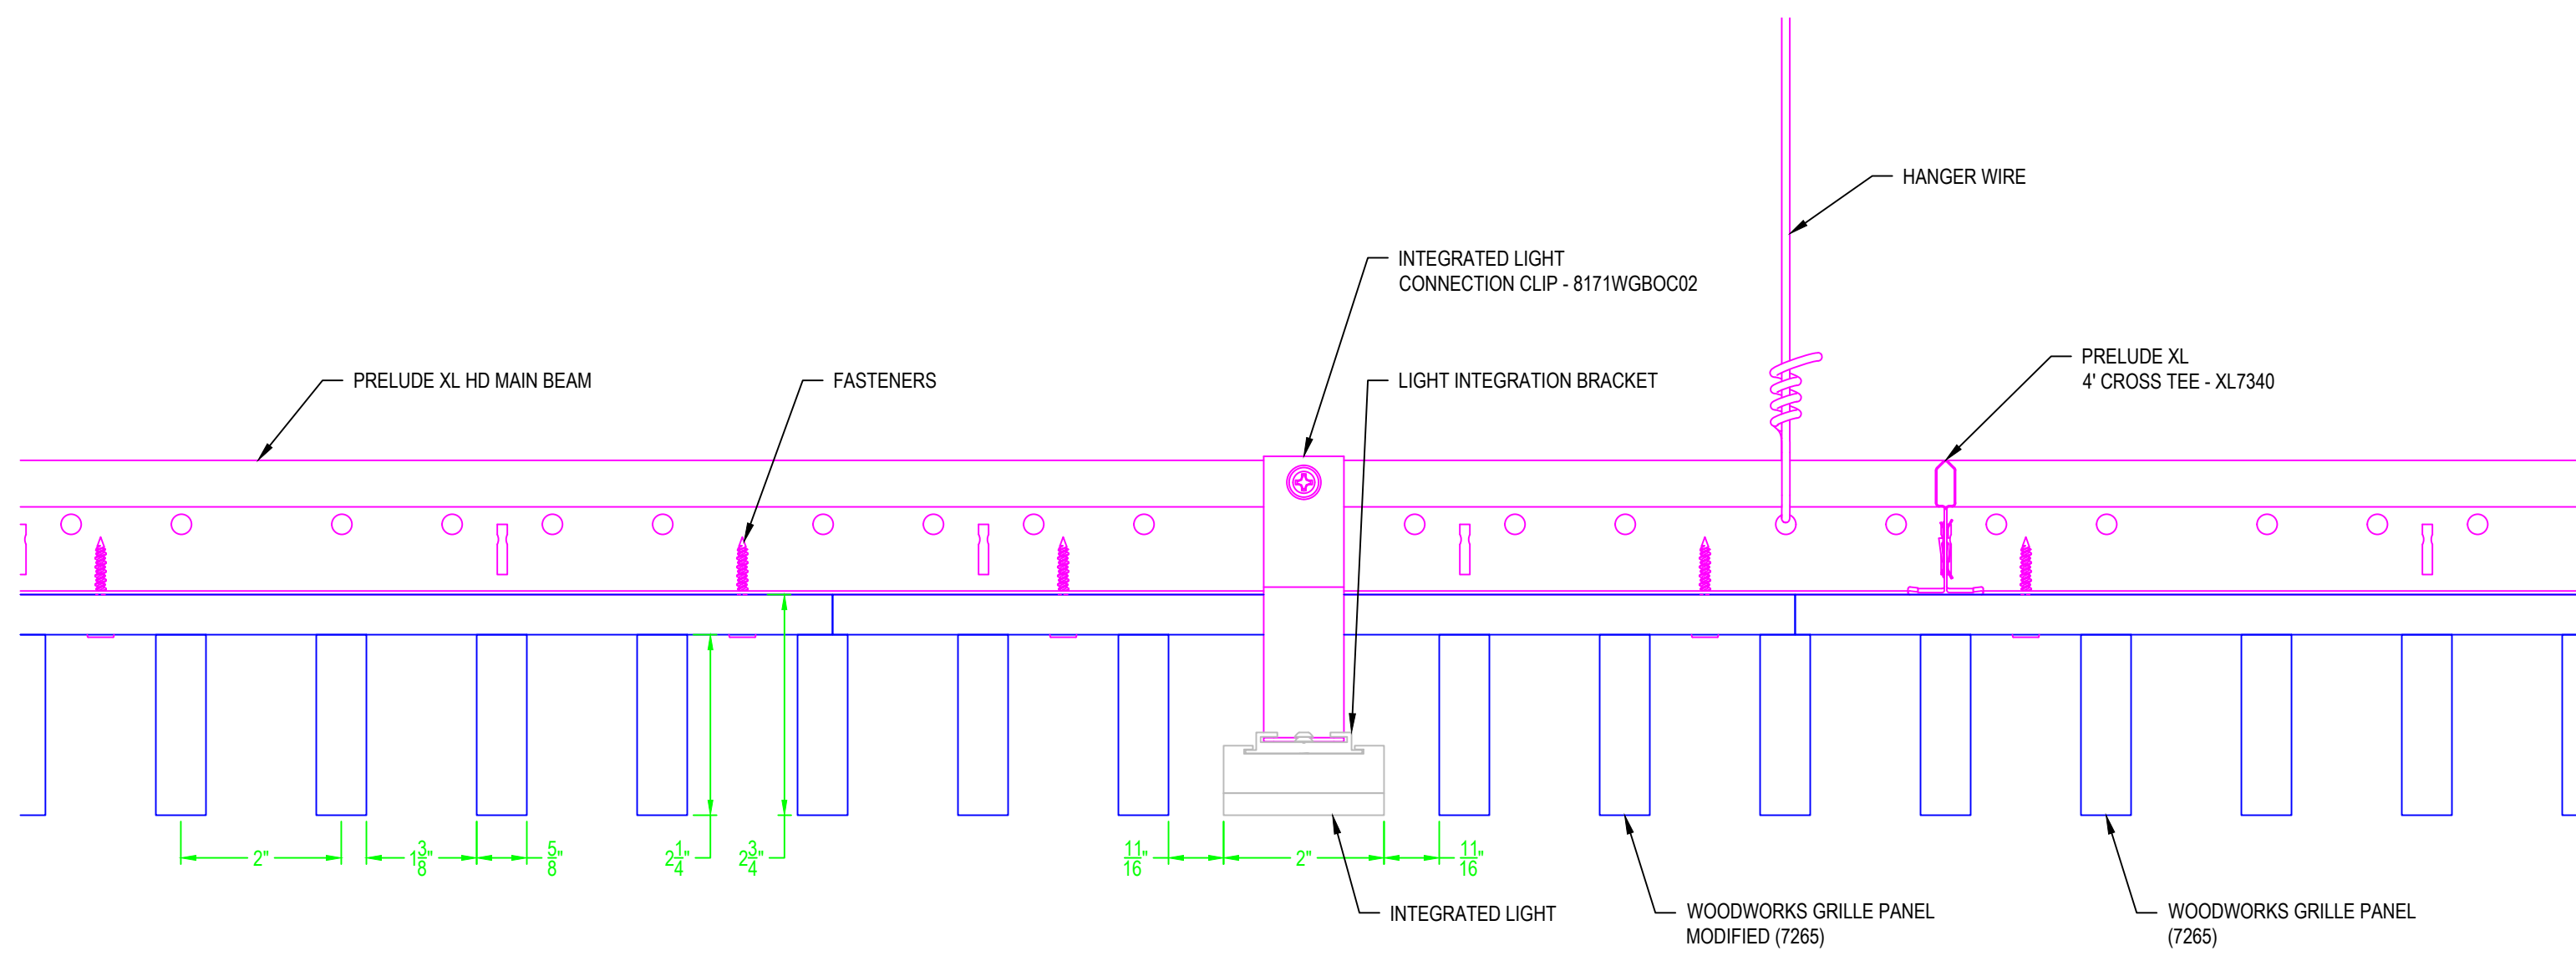 HANGER WIRE
INTEGRATED LIGHT
CONNECTION CLIP - 8171WGBOC02
PRELUDE XL
4' CROSS TEE - XL7340
PRELUDE XL HD MAIN BEAM
FASTENERS
LIGHT INTEGRATION BRACKET
2"
1 3/8"
5/8"
2 1/4"
2 3/4"
11/16"
2"
11/16"
INTEGRATED LIGHT
WOODWORKS GRILLE PANEL
MODIFIED (7265)
WOODWORKS GRILLE PANEL
(7265)